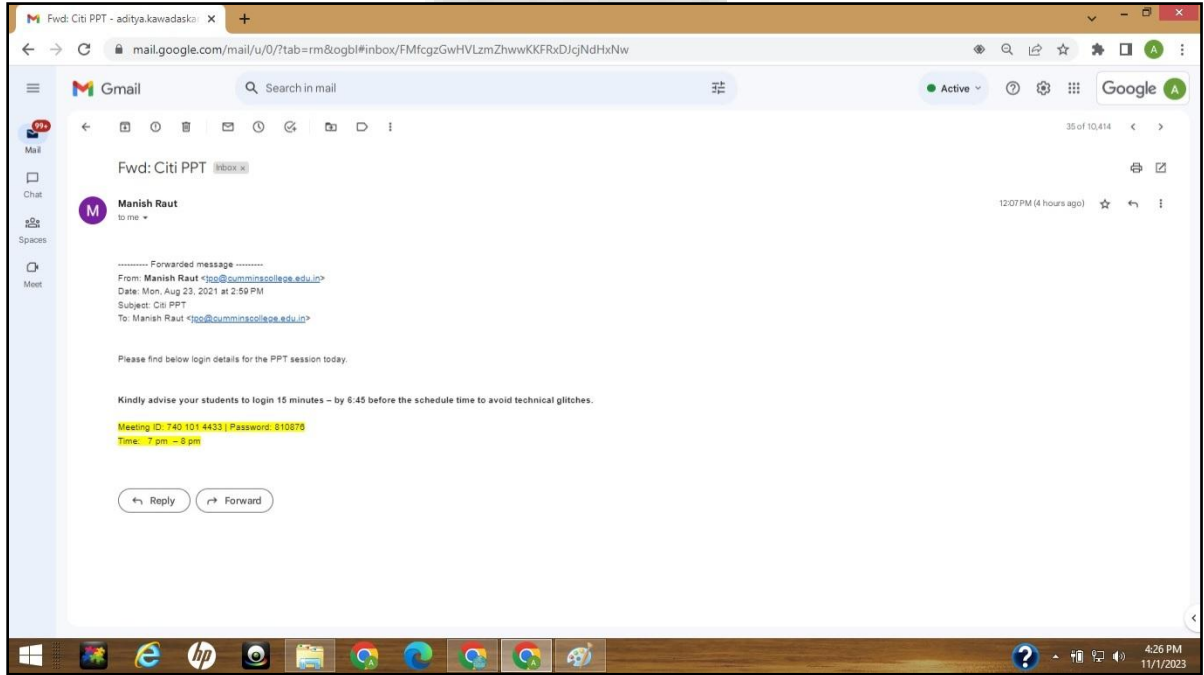 Fwd: Citi PPT - aditya.kawadaska
mail.google.com/mail/u/0/?tab=rm&ogbl#inbox/FMfcgzGwHVLzmZhwwKKFRxDJcjNdHxNw
A
Gmail
Search in mail
Active
Google A
99+
Mail
Chat
Spaces
Meet
35 of 10,414
Fwd: Citi PPT Inbox x
M
Manish Raut
12:07 PM (4 hours ago)
to me
---------- Forwarded message ---------
From: Manish Raut <tpo@cumminscollege.edu.in>
Date: Mon, Aug 23, 2021 at 2:59 PM
Subject: Citi PPT
To: Manish Raut <tpo@cumminscollege.edu.in>
Please find below login details for the PPT session today.
Kindly advise your students to login 15 minutes – by 6:45 before the schedule time to avoid technical glitches.
Meeting ID: 740 101 4433 | Password: 810876
Time: 7 pm – 8 pm
Reply
Forward
hp
4:26 PM
11/1/2023